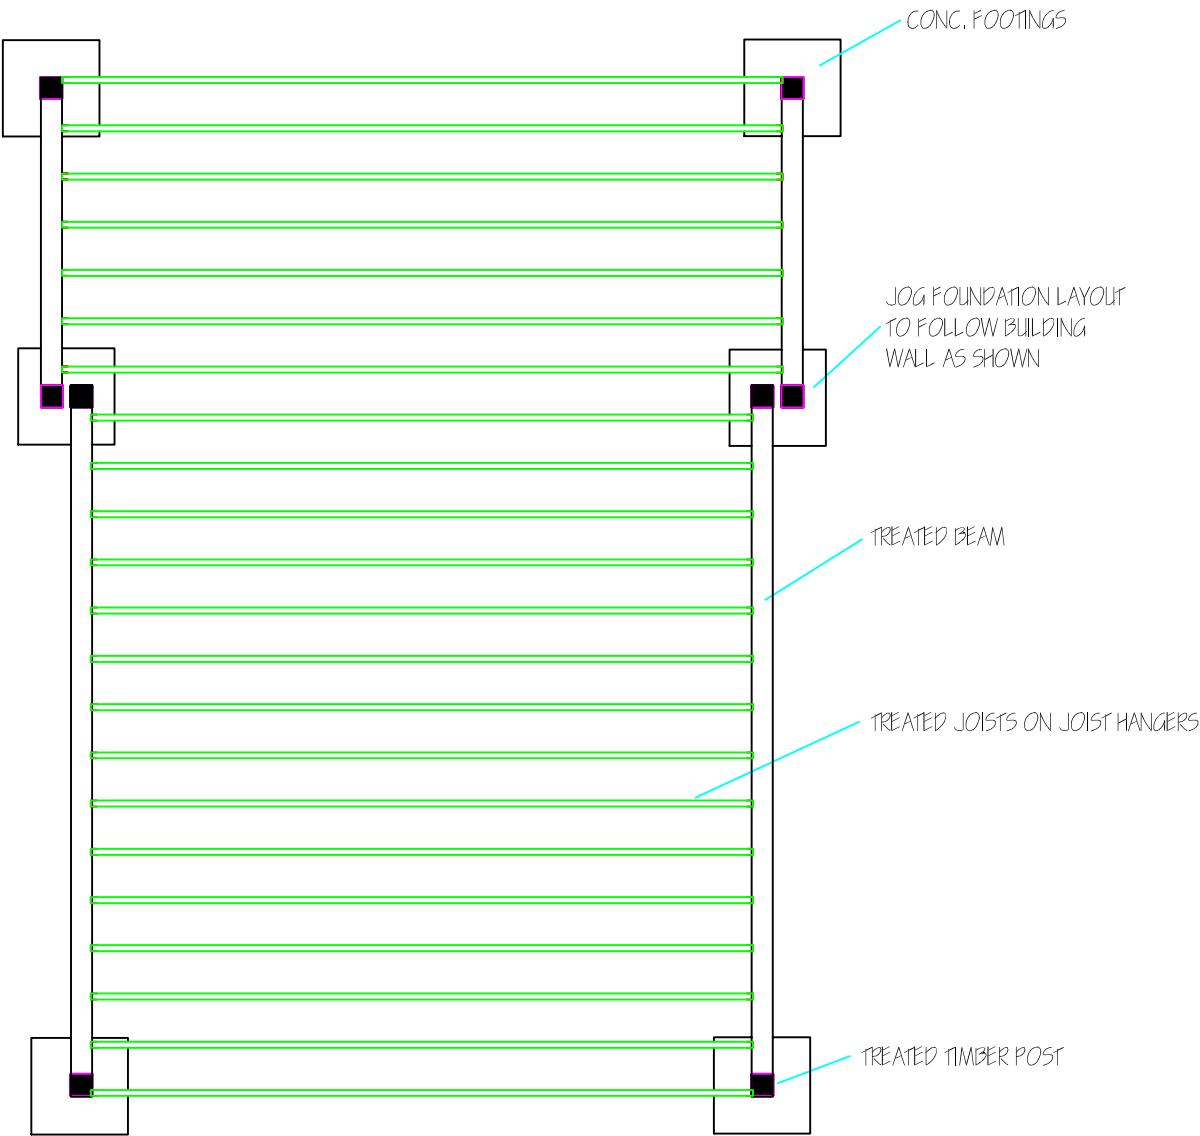 CONC. FOOTINGS
JOG FOUNDATION LAYOUT
TO FOLLOW BUILDING
WALL AS SHOWN
TREATED BEAM
TREATED JOISTS ON JOIST HANGERS
TREATED TIMBER POST